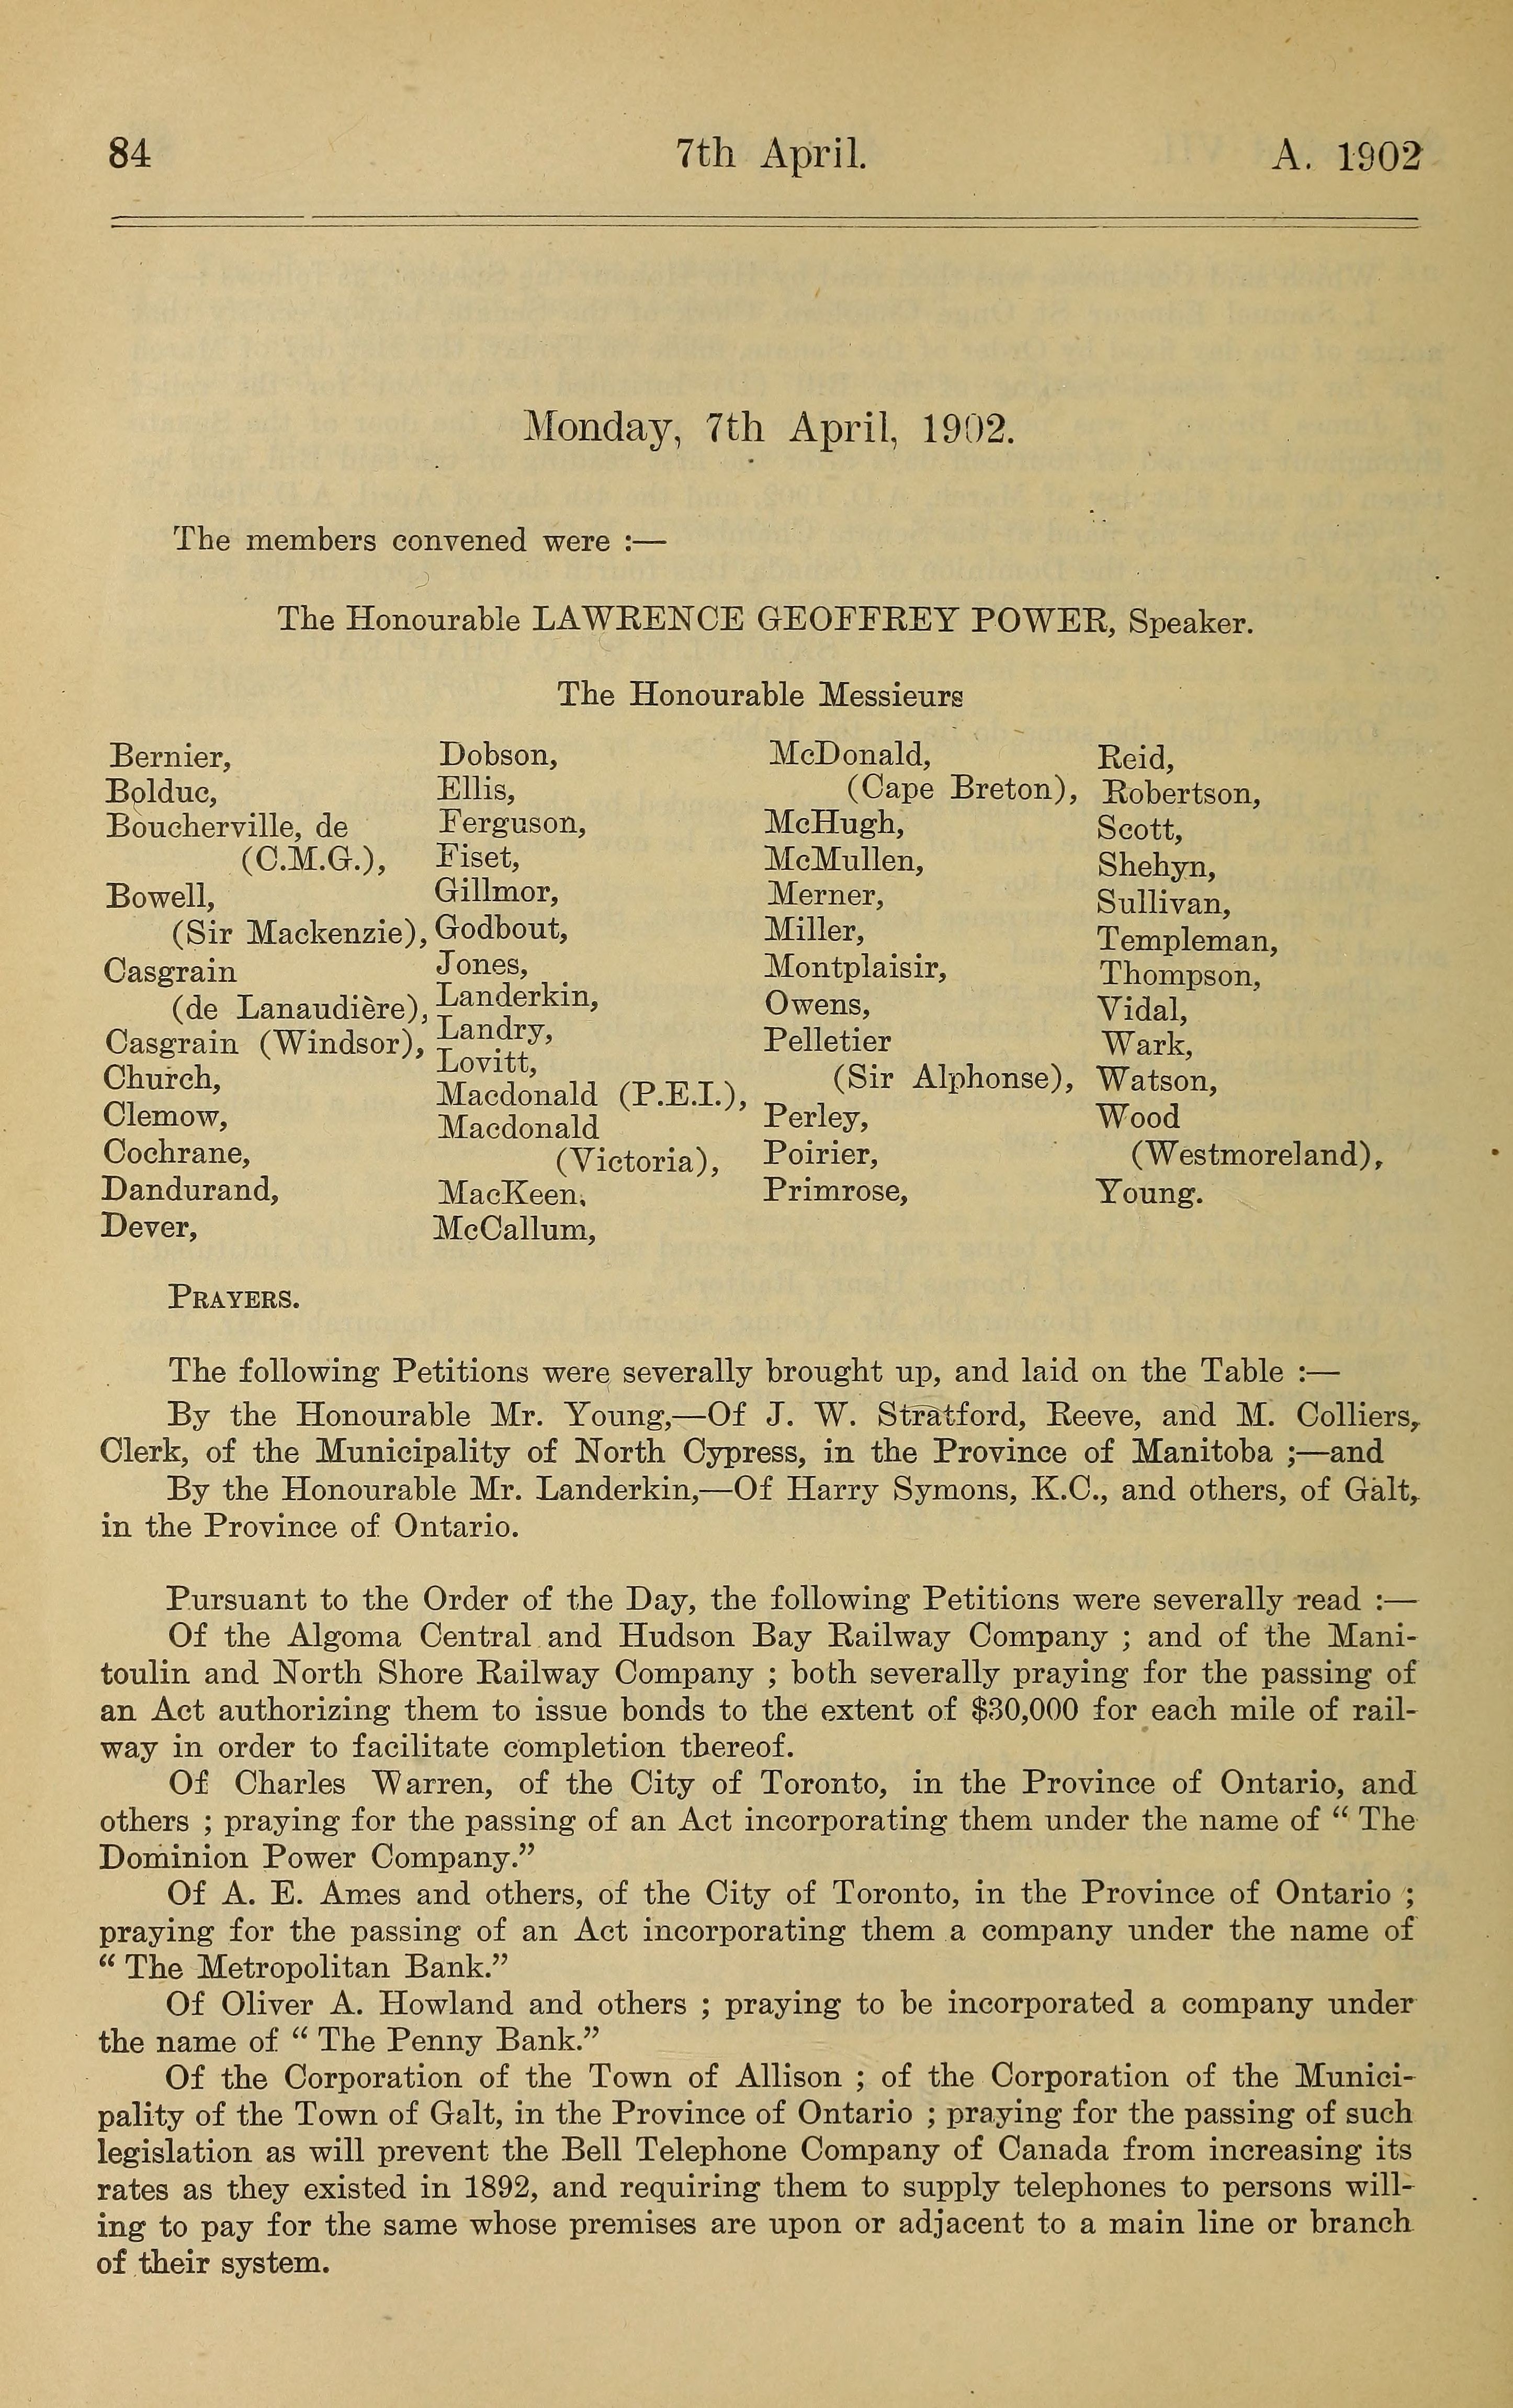 84 7th April. A. 1902
Monday, 7th April, 1902.
The members convened were :—
The Honourable LAWRENCE GEOFFREY POWER, Speaker.
The Honourable Messieurs
Bernier,
Bolduc,
Boucherville, de
(C.M.G.),
Bowell,
(Sir Mackenzie),
Casgrain
(de Lanaudière),
Casgrain (Windsor),
Church,
Clemow,
Cochrane,
Dandurand,
Dever,
Dobson,
Ellis,
Ferguson,
Fiset,
Gillmor,
Godbout,
Jones,
Landerkin,
Landry,
Lovitt,
Macdonald (P.E.I.),
Macdonald
(Victoria),
MacKeen,
McCallum,
McDonald,
(Cape Breton),
McHugh,
McMullen,
Merner,
Miller,
Montplaisir,
Owens,
Pelletier
(Sir Alphonse),
Perley,
Poirier,
Primrose,
Reid,
Robertson,
Scott,
Shehyn,
Sullivan,
Templeman,
Thompson,
Vidal,
Wark,
Watson,
Wood
(Westmoreland),
Young.
PRAYERS.
The following Petitions were severally brought up, and laid on the Table :—
By the Honourable Mr. Young,—Of J. W. Stratford, Reeve, and M. Colliers,
Clerk, of the Municipality of North Cypress, in the Province of Manitoba ;—and
By the Honourable Mr. Landerkin,—Of Harry Symons, K.C., and others, of Galt,
in the Province of Ontario.
Pursuant to the Order of the Day, the following Petitions were severally read :—
Of the Algoma Central and Hudson Bay Railway Company ; and of the Mani-
toulin and North Shore Railway Company ; both severally praying for the passing of
an Act authorizing them to issue bonds to the extent of $30,000 for each mile of rail-
way in order to facilitate completion thereof.
Of Charles Warren, of the City of Toronto, in the Province of Ontario, and
others ; praying for the passing of an Act incorporating them under the name of “ The
Dominion Power Company.”
Of A. E. Ames and others, of the City of Toronto, in the Province of Ontario ;
praying for the passing of an Act incorporating them a company under the name of
“ The Metropolitan Bank.”
Of Oliver A. Howland and others ; praying to be incorporated a company under
the name of “ The Penny Bank.”
Of the Corporation of the Town of Allison ; of the Corporation of the Munici-
pality of the Town of Galt, in the Province of Ontario ; praying for the passing of such
legislation as will prevent the Bell Telephone Company of Canada from increasing its
rates as they existed in 1892, and requiring them to supply telephones to persons will-
ing to pay for the same whose premises are upon or adjacent to a main line or branch
of their system.